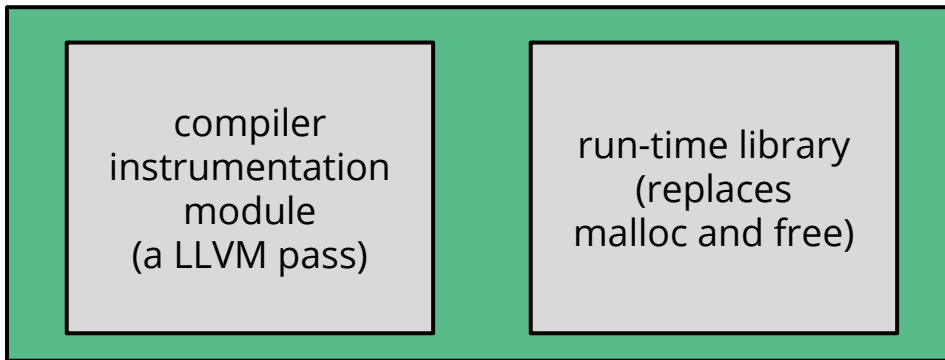 compiler
instrumentation
module
(a LLVM pass)
run-time library
(replaces
malloc and free)